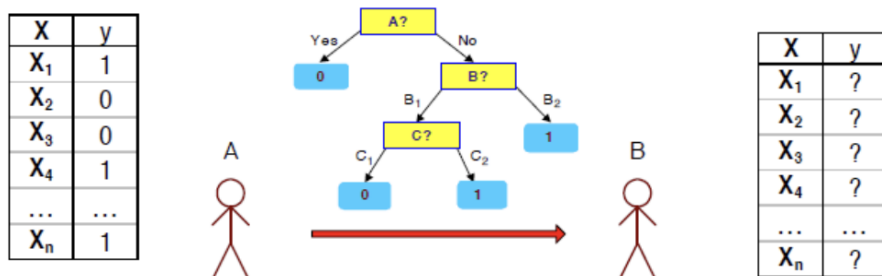 X y
X1 1
X2 0
X3 0
X4 1
... ...
Xn 1
A?
Yes No
0 B?
B1 B2
C? 1
C1 C2
0 1
A B
X y
X1 ?
X2 ?
X3 ?
X4 ?
... ...
Xn ?